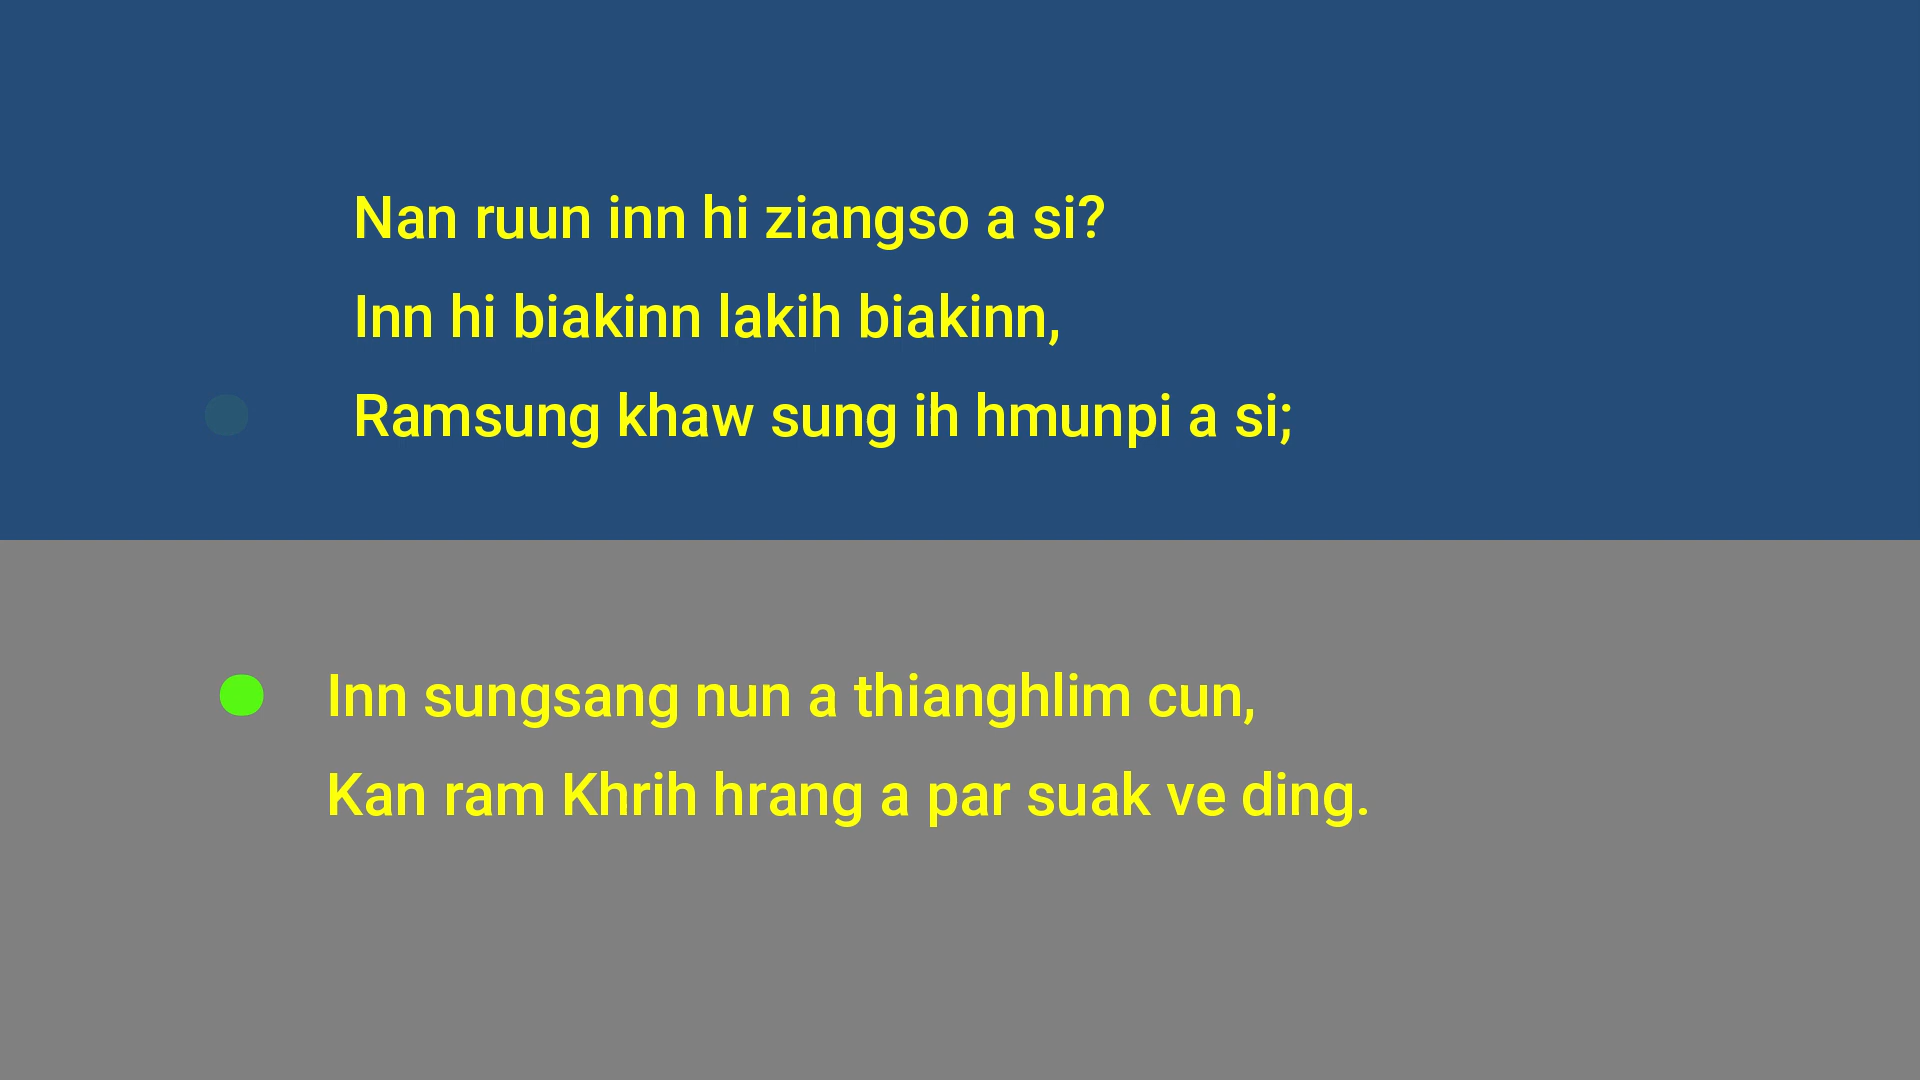 Nan ruun inn hi ziangso a si?
Inn hi biakinn lakih biakinn,
Ramsung khaw sung ih hmunpi a si;
Inn sungsang nun a thianghlim cun,
Kan ram Khrih hrang a par suak ve ding.